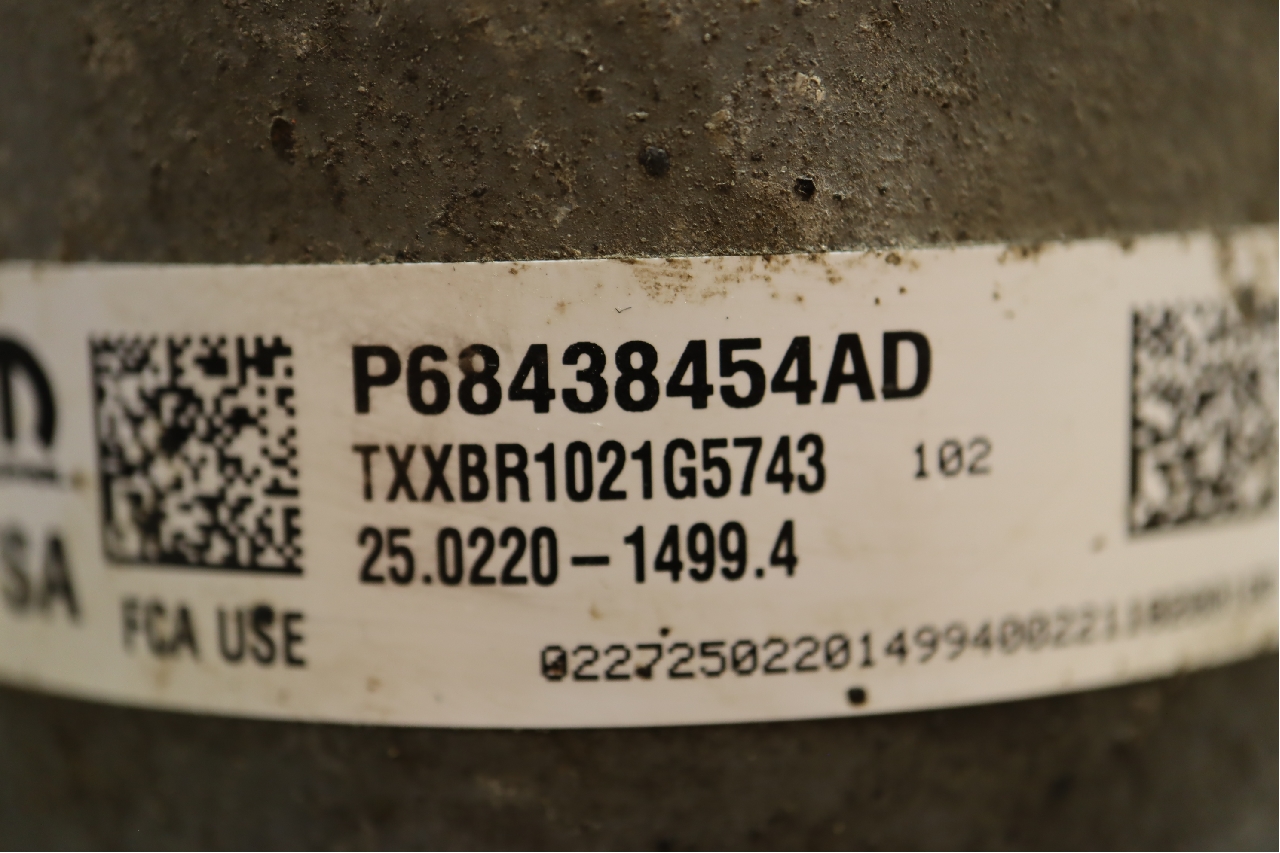 P68438454AD
TXXBR1021G5743 102
25.0220-1499.4
SA
FCA USE